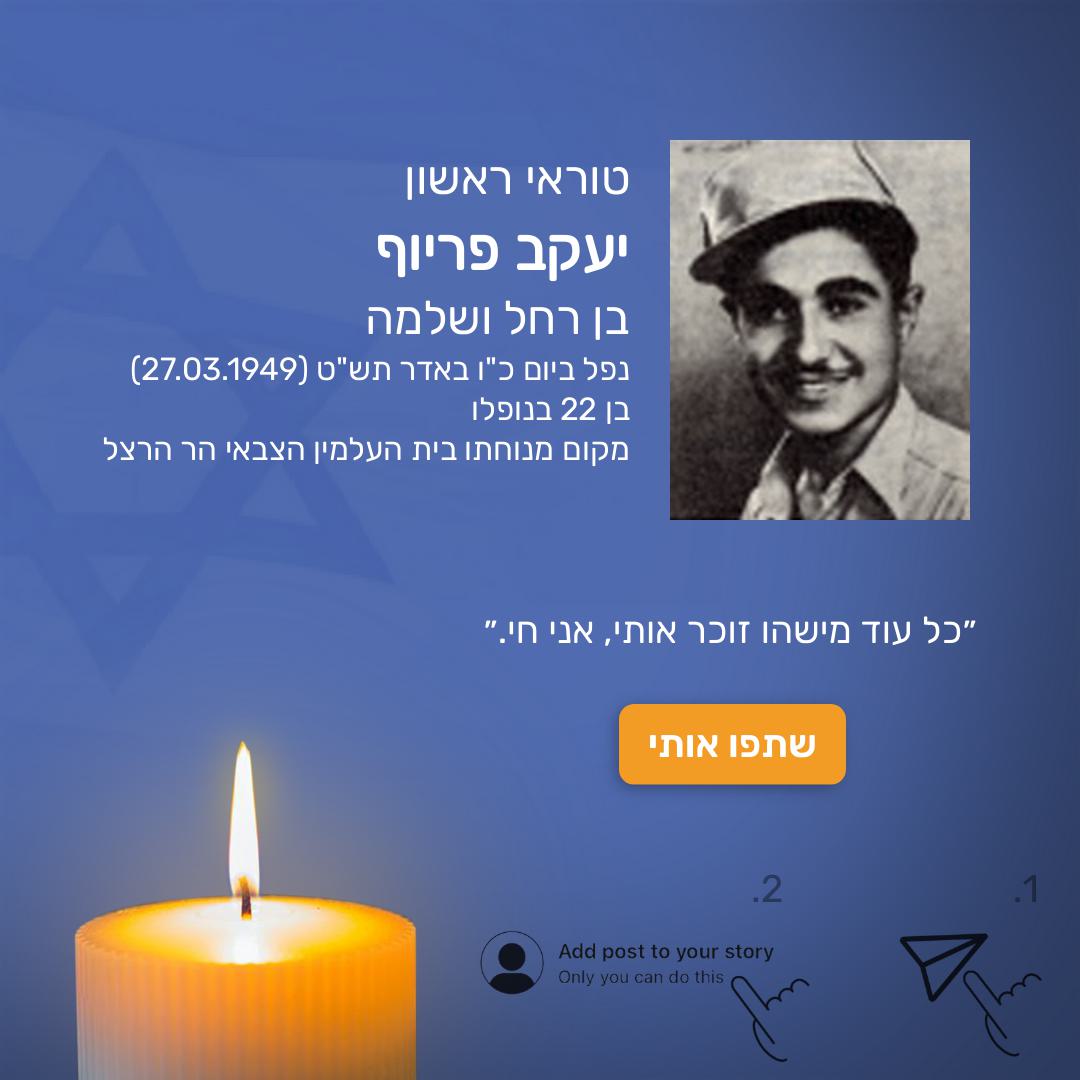 טוראי ראשון
יעקב פריוף
בן רחל ושלמה
נפל ביום כ"ו באדר תש"ט (27.03.1949)
בן 22 בנופלו
מקום מנוחתו בית העלמין הצבאי הר הרצל
״כל עוד מישהו זוכר אותי, אני חי.״
שתפו אותי
1.
2.
Add post to your story
Only you can do this